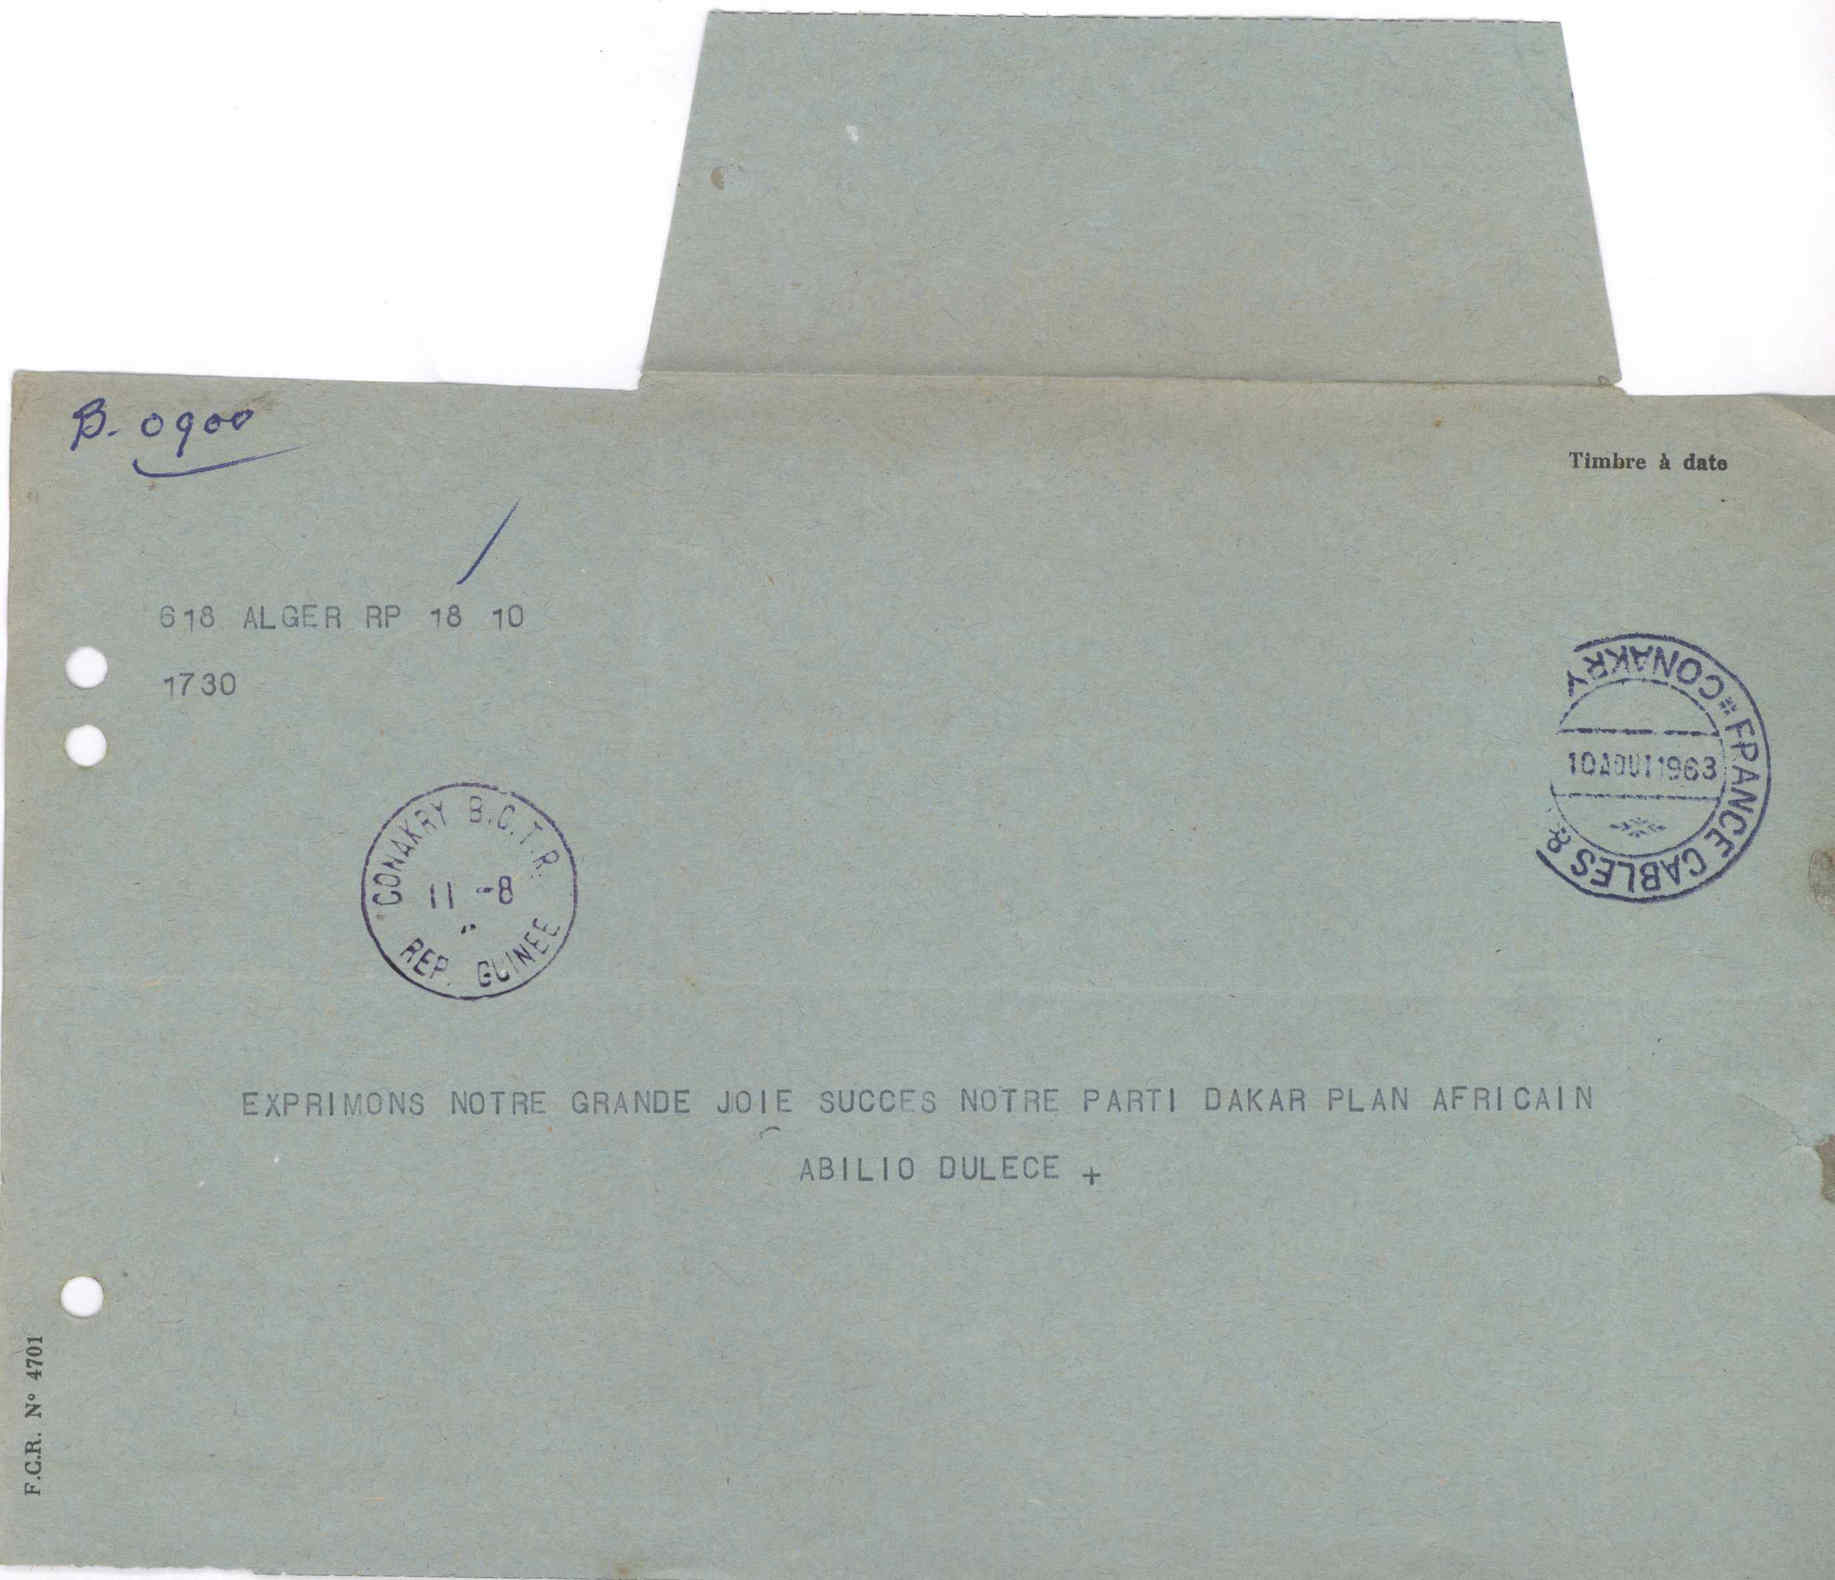 B. 0900
Timbre à date
618 ALGER RP 18 10
1730
CONAKRY FRANCE CABLES &
10 AOUT 1963
CONAKRY B.C.T.R.
11 -8
REP. GUINEE
EXPRIMONS NOTRE GRANDE JOIE SUCCES NOTRE PARTI DAKAR PLAN AFRICAIN
ABILIO DULECE +
F.C.R. N° 4701